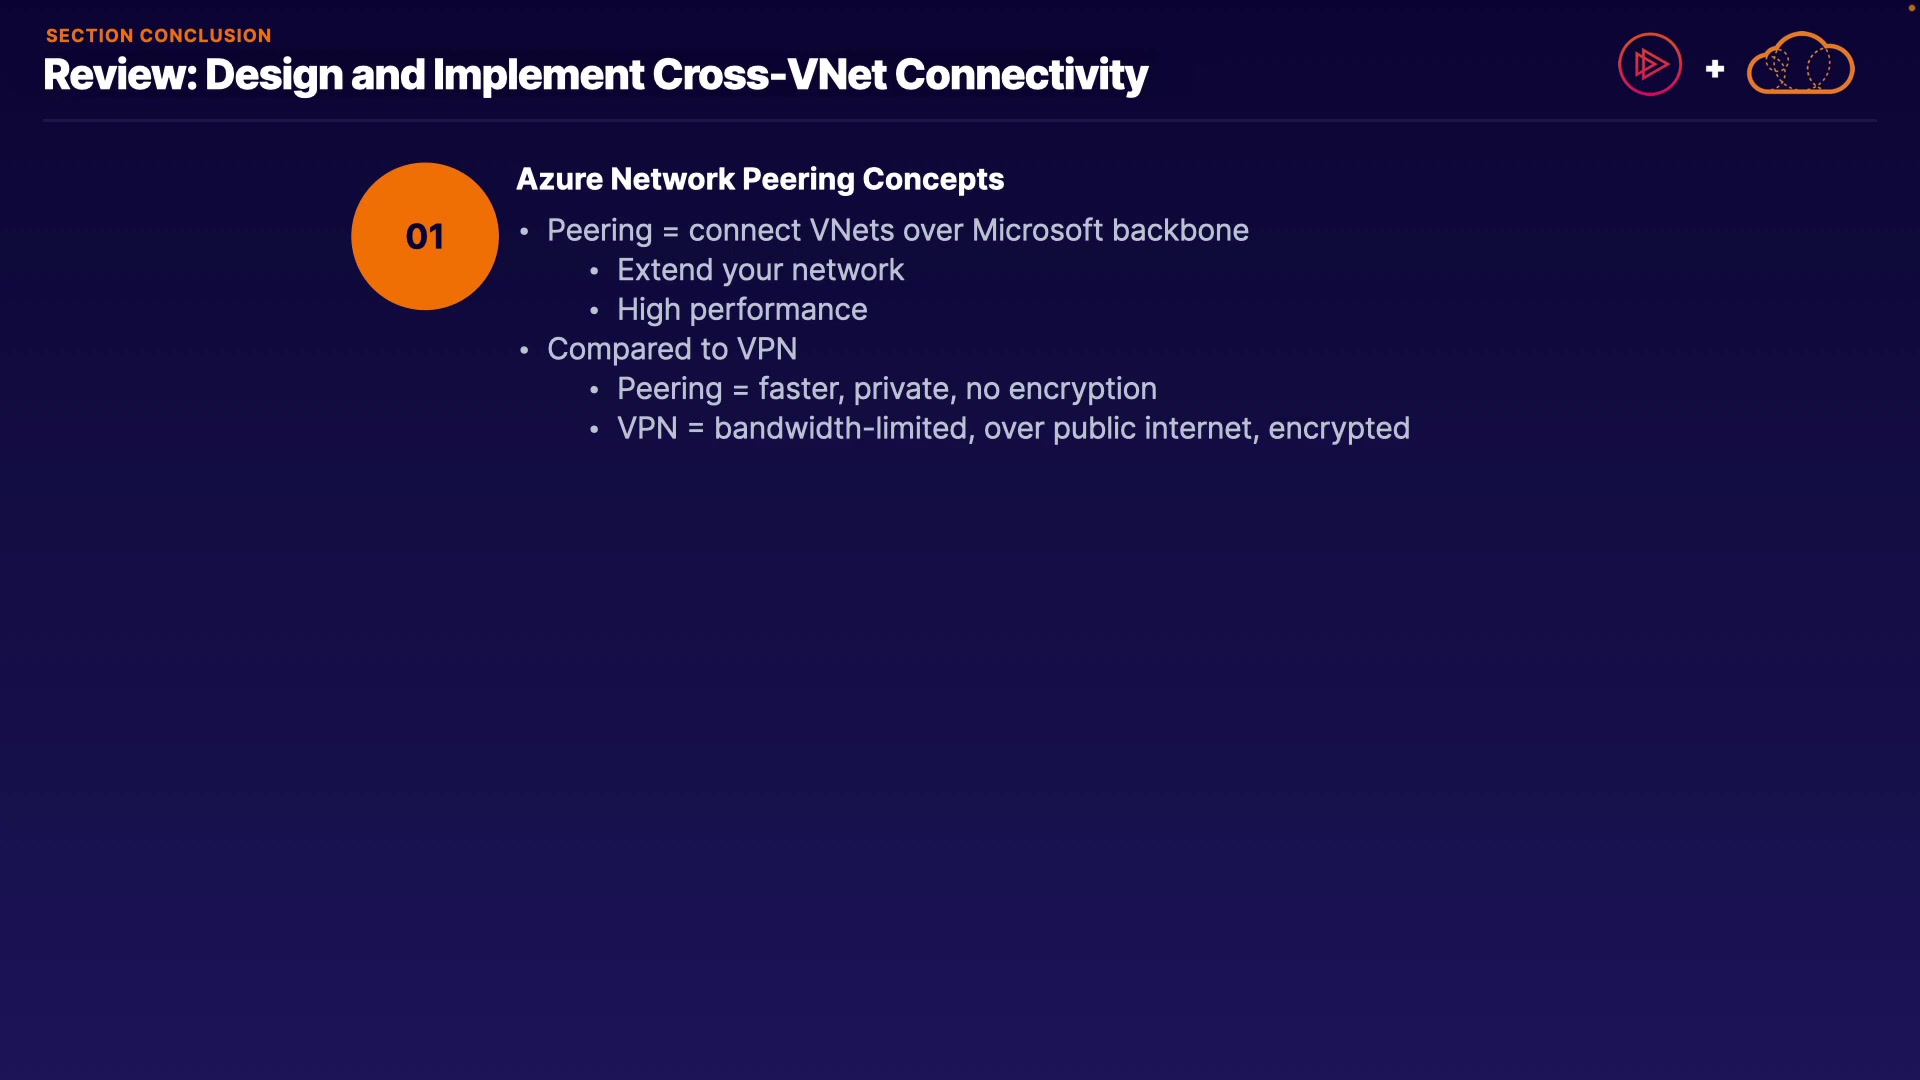 SECTION CONCLUSION
Review: Design and Implement Cross-VNet Connectivity
+
01
Azure Network Peering Concepts
• Peering = connect VNets over Microsoft backbone
• Extend your network
• High performance
• Compared to VPN
• Peering = faster, private, no encryption
• VPN = bandwidth-limited, over public internet, encrypted